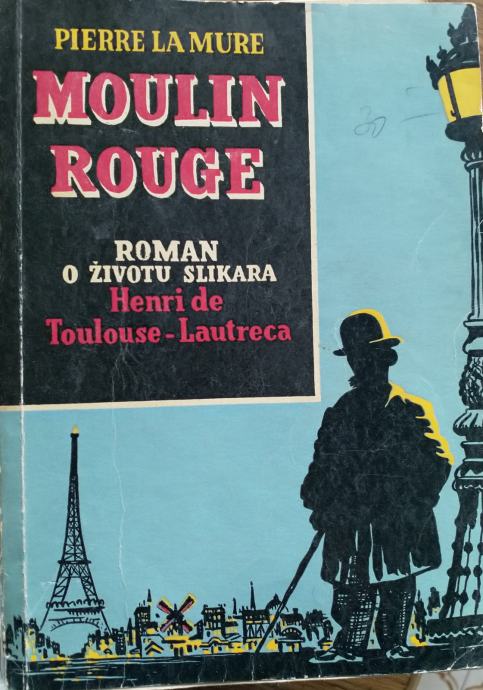 PIERRE LA MURE
MOULIN
ROUGE
ROMAN
O ŽIVOTU SLIKARA
Henri de
Toulouse-Lautreca